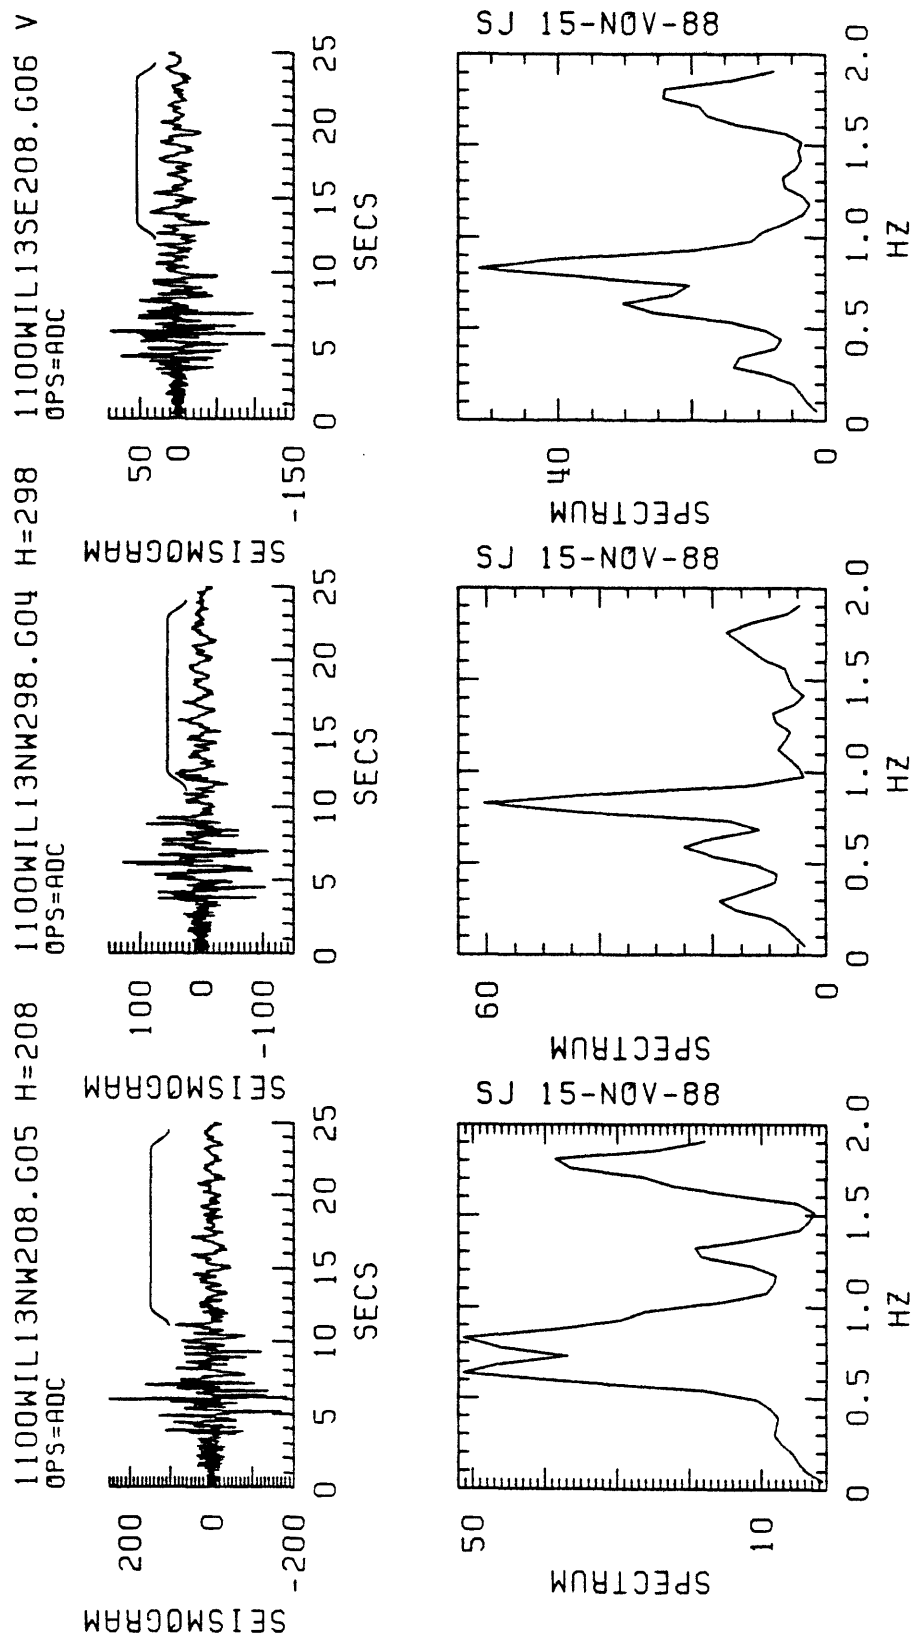 1100WIL13NW208.G05 H=208
OPS=ADC
SEISMOGRAM
200
0
-200
0 5 10 15 20 25
SECS
SJ 15-NOV-88
SPECTRUM
50
10
0 0.5 1.0 1.5 2.0
HZ
1100WIL13NW298.G04 H=298
OPS=ADC
SEISMOGRAM
100
0
-100
0 5 10 15 20 25
SECS
SJ 15-NOV-88
SPECTRUM
60
0
0 0.5 1.0 1.5 2.0
HZ
1100WIL13SE208.G06 V
OPS=ADC
SEISMOGRAM
50
0
-150
0 5 10 15 20 25
SECS
SJ 15-NOV-88
SPECTRUM
40
0
0 0.5 1.0 1.5 2.0
HZ